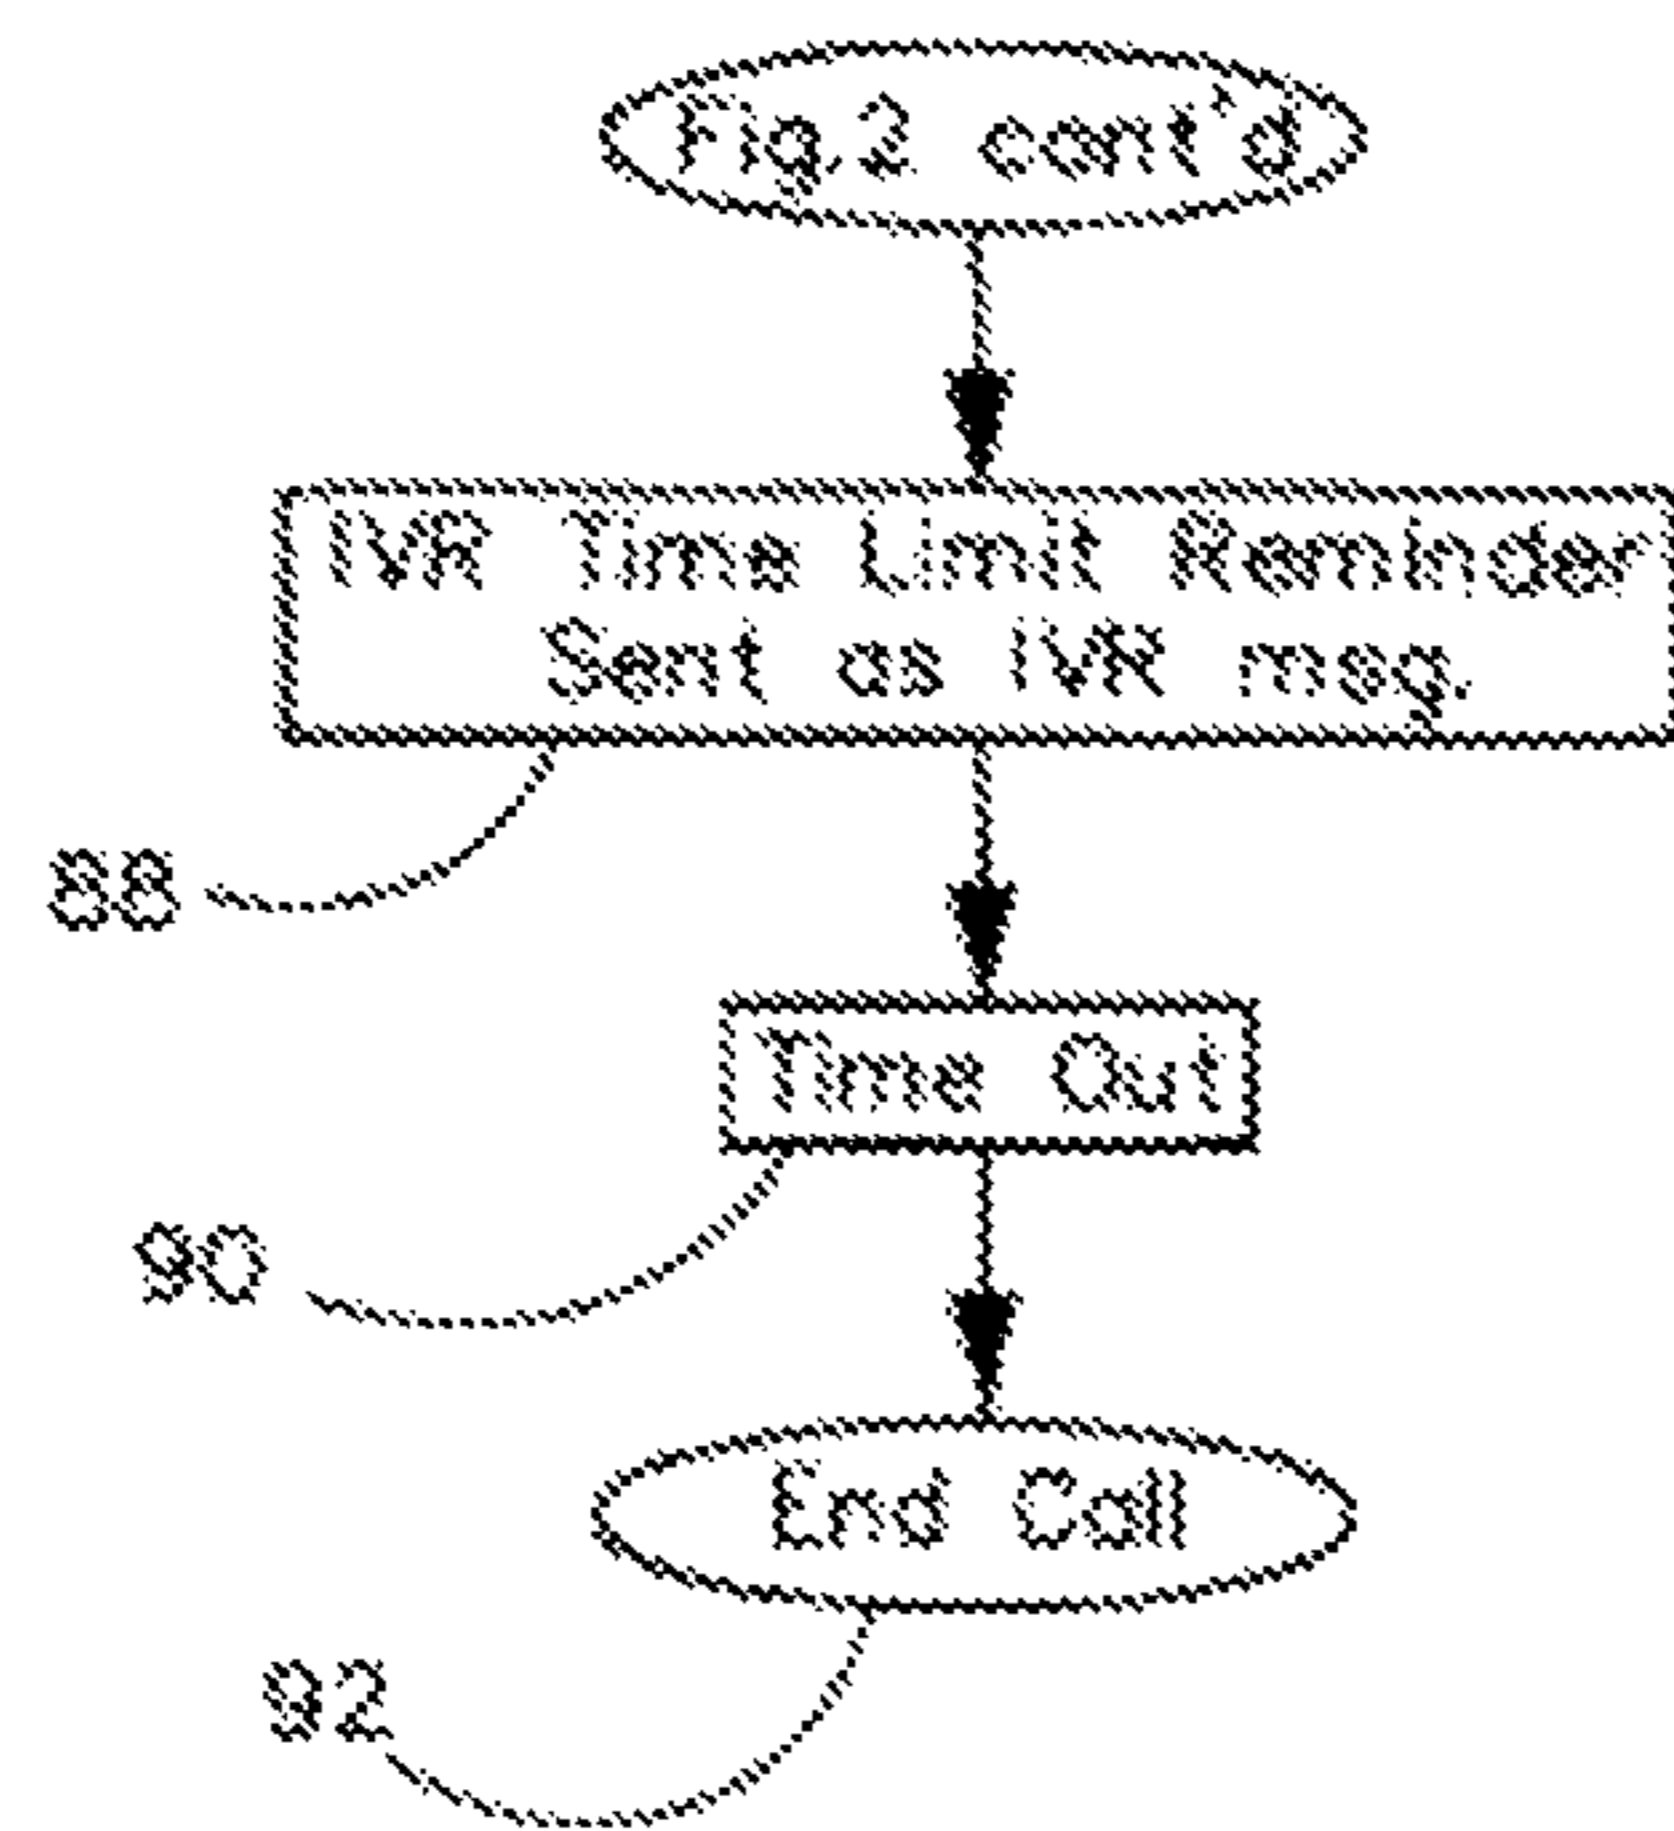 Fig.2 cont'd
IVR Time Limit Reminder
Sent as IVR msg.
88
Time Out
90
End Call
92